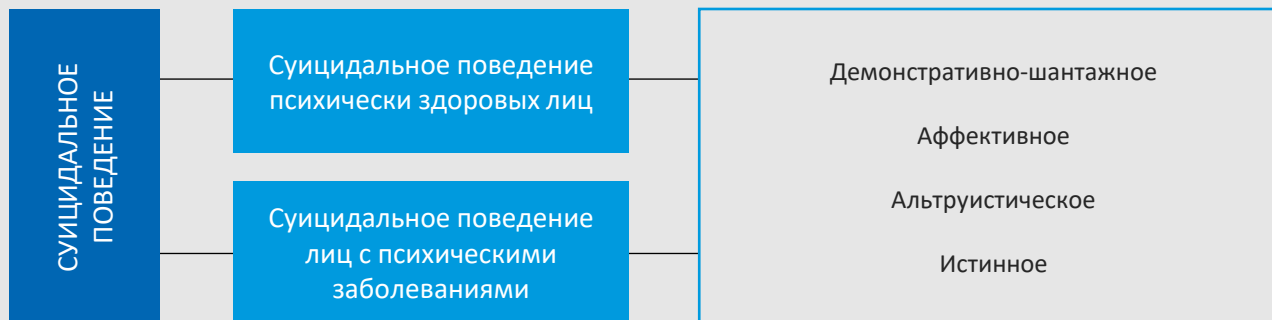 СУИЦИДАЛЬНОЕ
ПОВЕДЕНИЕ
Суицидальное поведение
психически здоровых лиц
Суицидальное поведение
лиц с психическими
заболеваниями
Демонстративно-шантажное
Аффективное
Альтруистическое
Истинное